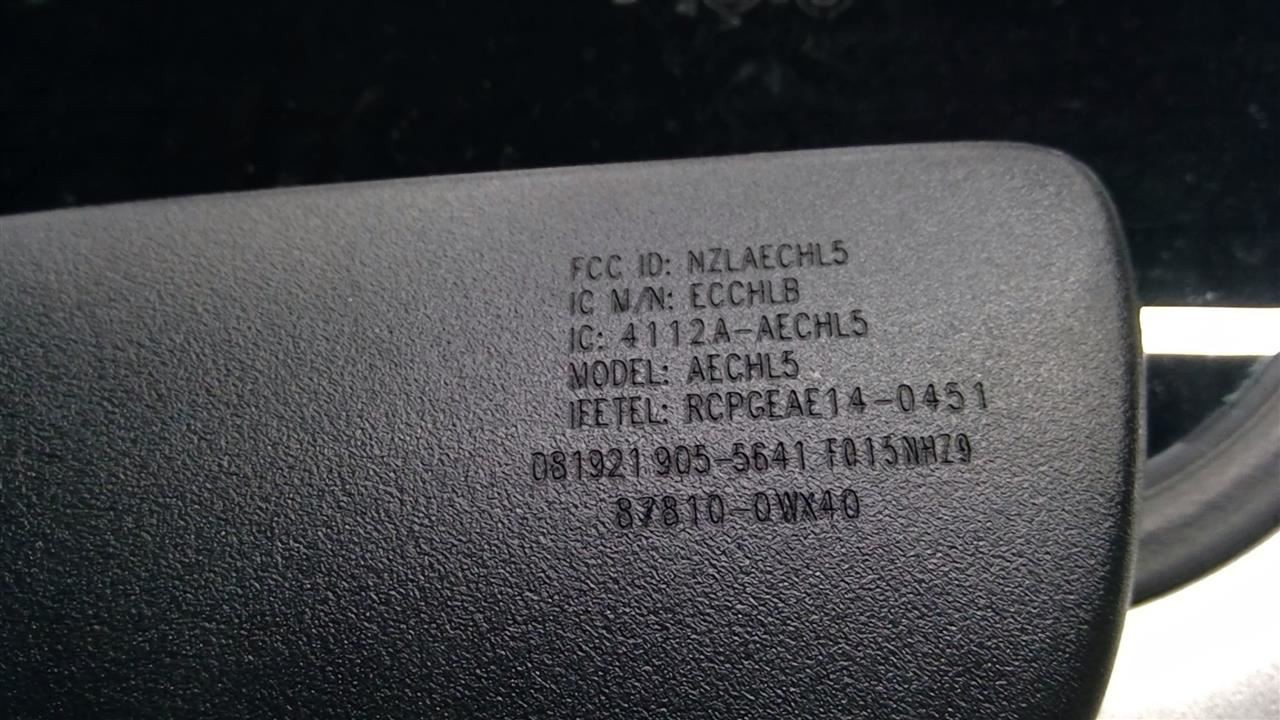 FCC ID: NZLAECHL5
IC M/N: ECCHLB
IC: 4112A-AECHL5
MODEL: AECHL5
IFETEL: RCPGEAE14-0451
081921 905-5641 F015NHZ9
87810-0WX40